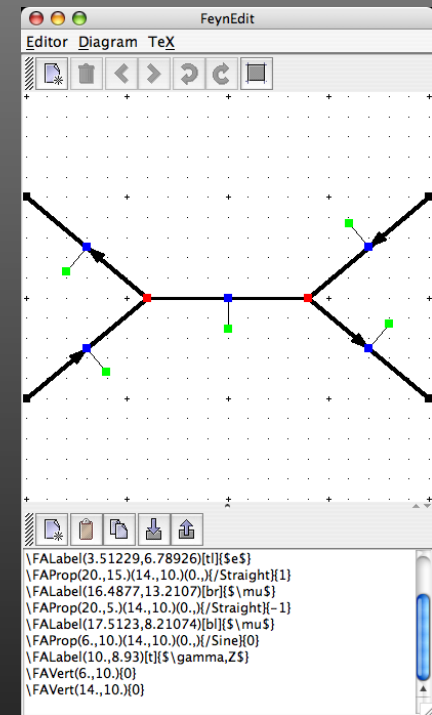 FeynEdit
Editor Diagram TeX
\FALabel(3.51229,6.78926)[tl]{$e$}
\FAProp(20.,15.)(14.,10.)(0.,){/Straight}{1}
\FALabel(16.4877,13.2107)[br]{$\mu$}
\FAProp(20.,5.)(14.,10.)(0.,){/Straight}{-1}
\FALabel(17.5123,8.21074)[bl]{$\mu$}
\FAProp(6.,10.)(14.,10.)(0.,){/Sine}{0}
\FALabel(10.,8.93)[t]{$\gamma,Z$}
\FAVert(6.,10.){0}
\FAVert(14.,10.){0}